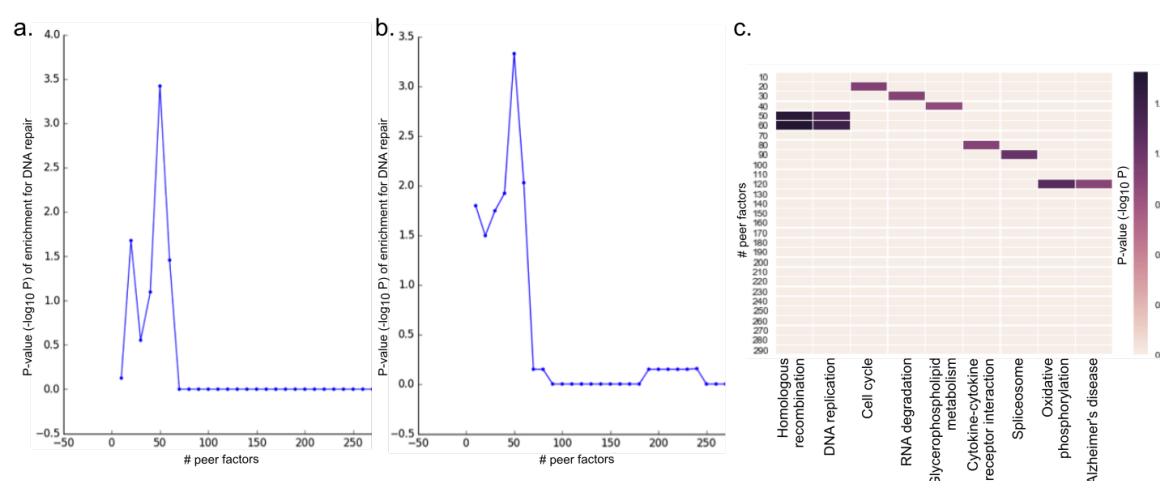 a.
P-value (-log10 P) of enrichment for DNA repair
4.0
3.5
3.0
2.5
2.0
1.5
1.0
0.5
0.0
−0.5
−50
0
50
100
150
200
250
# peer factors
b.
P-value (-log10 P) of enrichment for DNA repair
3.5
3.0
2.5
2.0
1.5
1.0
0.5
0.0
−0.5
−50
0
50
100
150
200
250
# peer factors
c.
# peer factors
10
20
30
40
50
60
70
80
90
100
110
120
130
140
150
160
170
180
190
200
210
220
230
240
250
260
270
280
290
Homologous
recombination
DNA replication
Cell cycle
RNA degradation
Glycerophospholipid
metabolism
Cytokine-cytokine
receptor interaction
Spliceosome
Oxidative
phosphorylation
Alzheimer's disease
P-value (-log10 P)